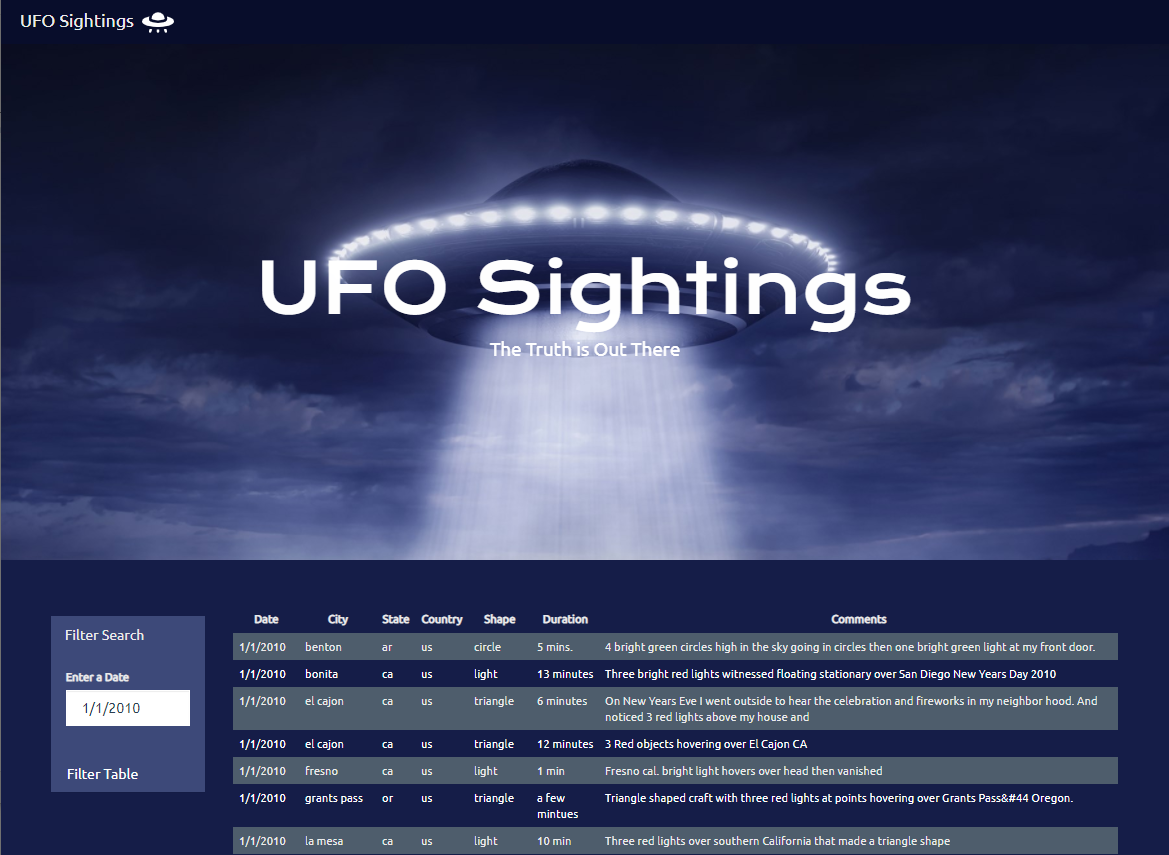 UFO Sightings
UFO Sightings
The Truth is Out There
Filter Search
Enter a Date
1/1/2010
Filter Table
Date City State Country Shape Duration Comments
1/1/2010 benton ar us circle 5 mins. 4 bright green circles high in the sky going in circles then one bright green light at my front door.
1/1/2010 bonita ca us light 13 minutes Three bright red lights witnessed floating stationary over San Diego New Years Day 2010
1/1/2010 el cajon ca us triangle 6 minutes On New Years Eve I went outside to hear the celebration and fireworks in my neighbor hood. And
noticed 3 red lights above my house and
1/1/2010 el cajon ca us triangle 12 minutes 3 Red objects hovering over El Cajon CA
1/1/2010 fresno ca us light 1 min Fresno cal. bright light hovers over head then vanished
1/1/2010 grants pass or us triangle a few Triangle shaped craft with three red lights at points hovering over Grants Pass&#44 Oregon.
mintues
1/1/2010 la mesa ca us light 10 min Three red lights over southern California that made a triangle shape